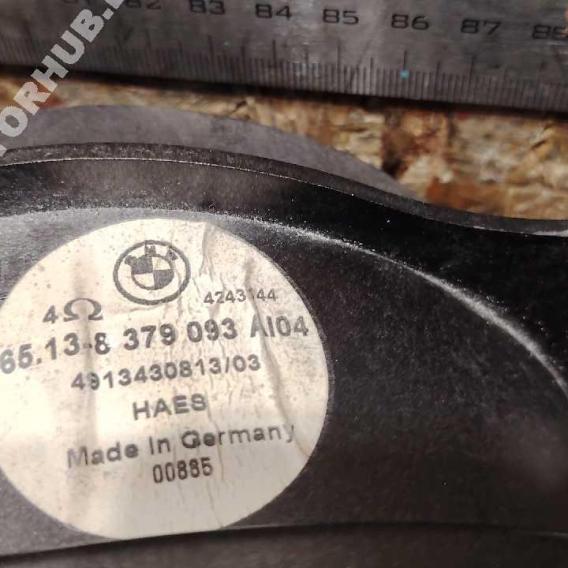 82 83 84 85 86 87 88
4Ω 4243144
65.13-8 379 093 AI04
4913430813/03
HAES
Made in Germany
00885